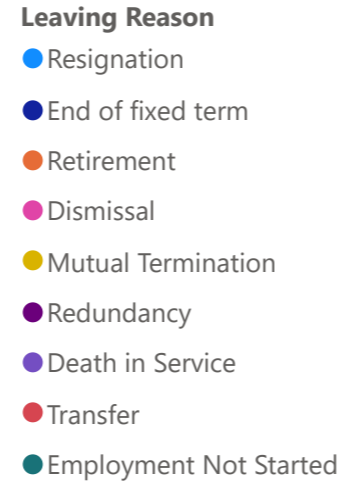 Leaving Reason
Resignation
End of fixed term
Retirement
Dismissal
Mutual Termination
Redundancy
Death in Service
Transfer
Employment Not Started